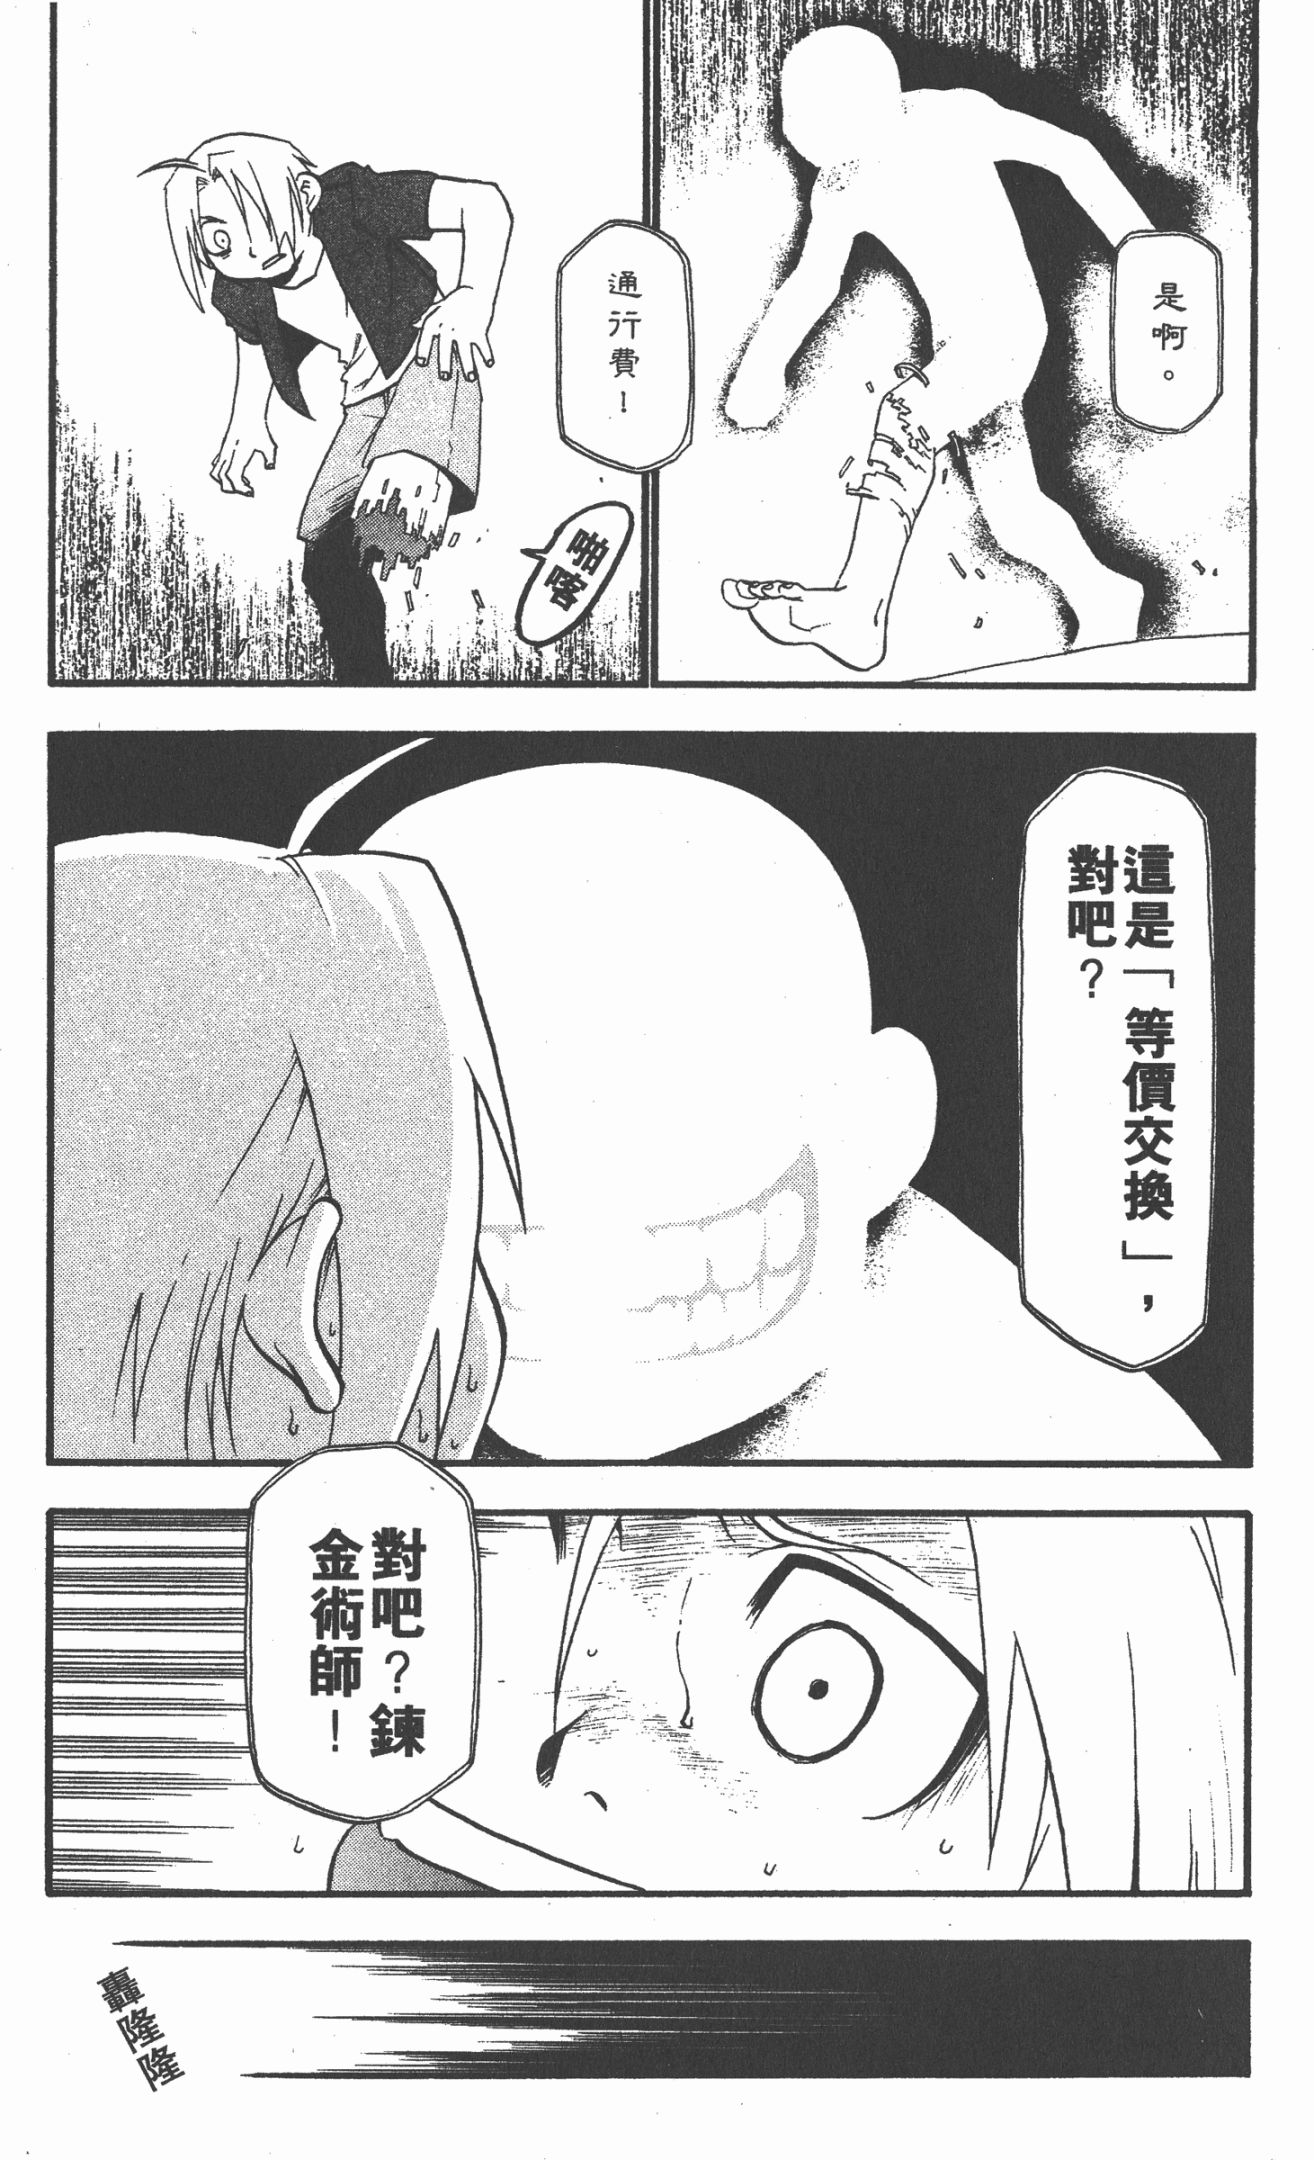 是啊。
通行費！
啪喀
這是「等價交換」，
對吧？
對吧？鍊
金術師！
轟隆隆